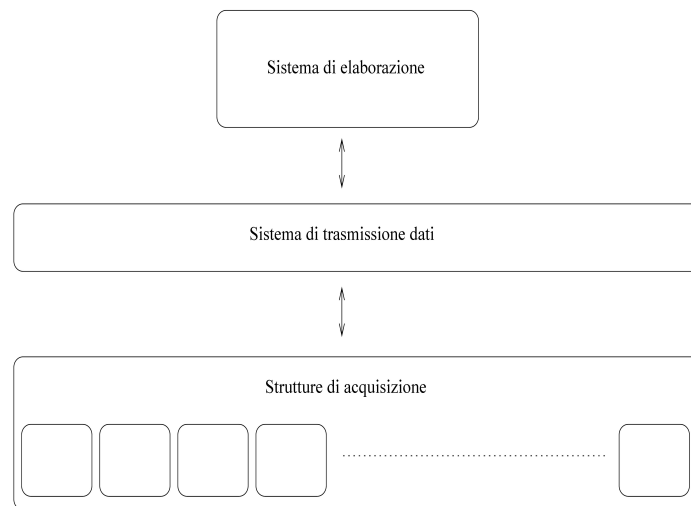 Sistema di elaborazione
Sistema di trasmissione dati
Strutture di acquisizione